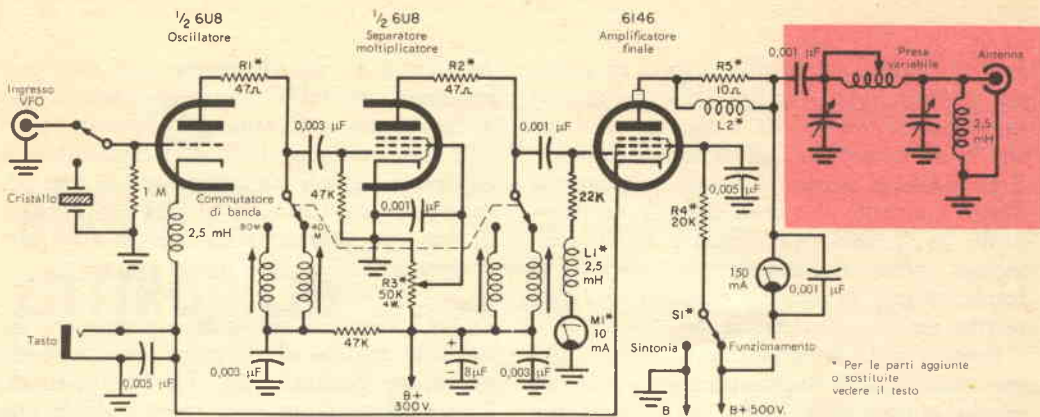 ½ 6U8
Oscillatore
½ 6U8
Separatore
moltiplicatore
6146
Amplificatore
finale
Ingresso
VFO
Cristallo
1 M
R1*
47Ω
2,5 mH
Commutatore
di banda
80M
40
M
0,003 µF
47K
R2*
47Ω
0,001 µF
R3*
50K
4W.
0,001 µF
22K
L1*
2,5
mH
M1*
10
mA
R5*
10Ω
L2*
0,005 µF
R4*
20K
S1*
0,001 µF
Presa
variabile
Antenna
2,5
mH
150
mA
0,001 µF
Tasto
0,005 µF
0,003 µF
47K
+
-
8µF
0,003 µF
B+
300V.
Sintonia
Funzionamento
B
B+ 500V.
* Per le parti aggiunte
o sostituite
vedere il testo